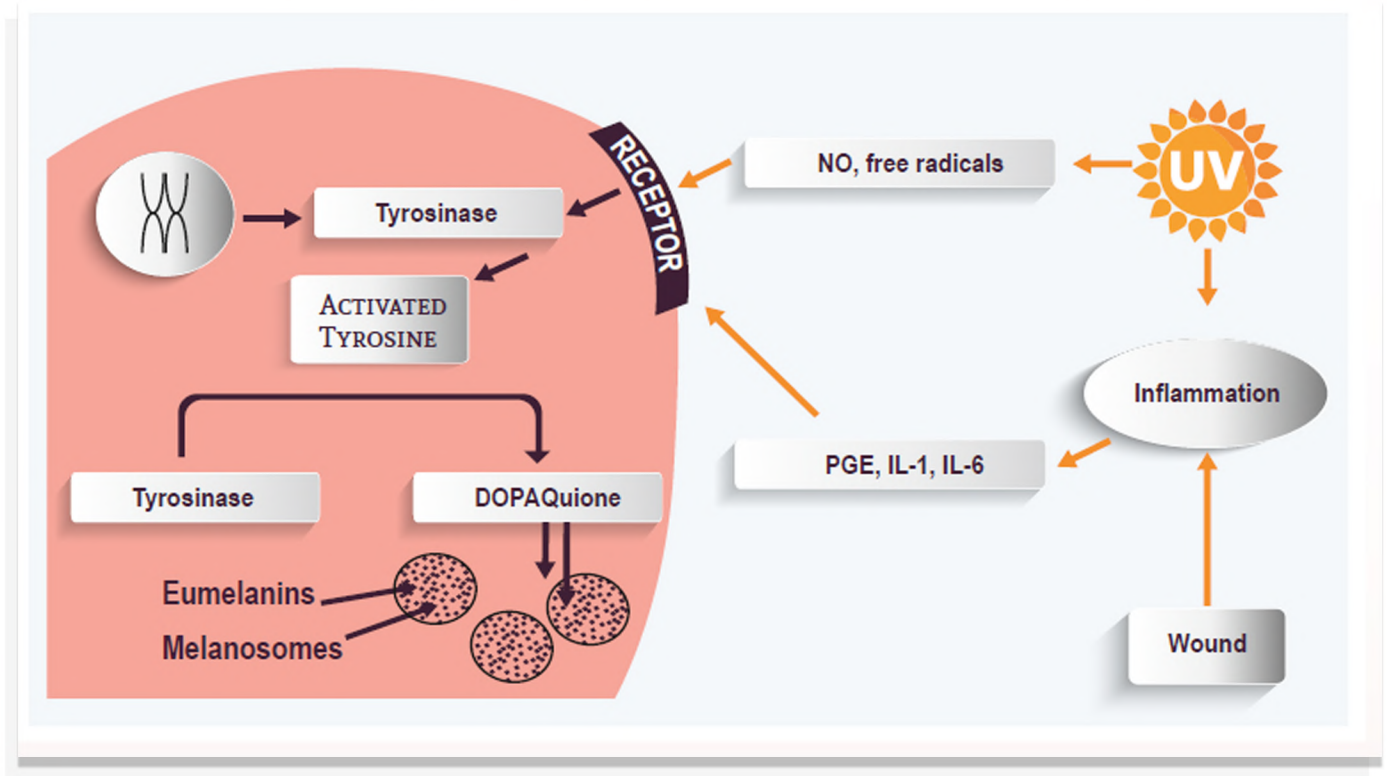 RECEPTOR
NO, free radicals
UV
Tyrosinase
ACTIVATED
TYROSINE
Inflammation
PGE, IL-1, IL-6
Tyrosinase
DOPAQuione
Eumelanins
Melanosomes
Wound